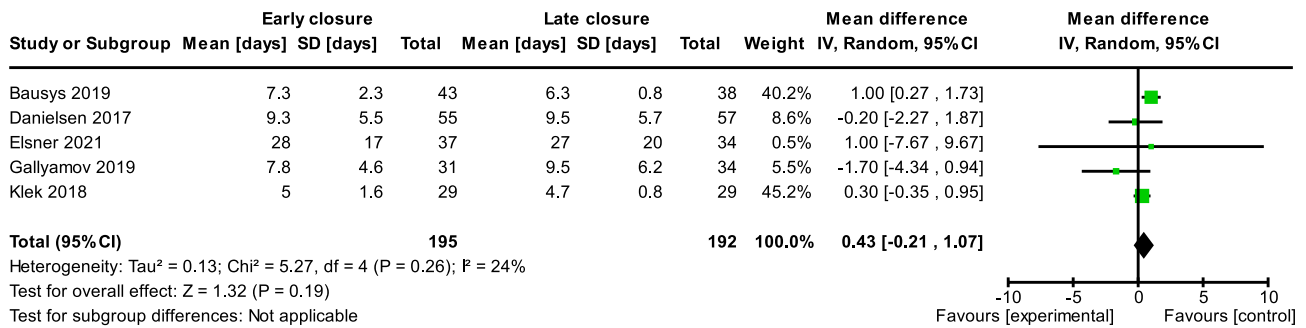 Early closure Late closure Mean difference Mean difference
Study or Subgroup Mean [days] SD [days] Total Mean [days] SD [days] Total Weight IV, Random, 95% CI IV, Random, 95% CI
Bausys 2019 7.3 2.3 43 6.3 0.8 38 40.2% 1.00 [0.27 , 1.73]
Danielsen 2017 9.3 5.5 55 9.5 5.7 57 8.6% -0.20 [-2.27 , 1.87]
Elsner 2021 28 17 37 27 20 34 0.5% 1.00 [-7.67 , 9.67]
Gallyamov 2019 7.8 4.6 31 9.5 6.2 34 5.5% -1.70 [-4.34 , 0.94]
Klek 2018 5 1.6 29 4.7 0.8 29 45.2% 0.30 [-0.35 , 0.95]
Total (95% CI) 195 192 100.0% 0.43 [-0.21 , 1.07]
Heterogeneity: Tau² = 0.13; Chi² = 5.27, df = 4 (P = 0.26); I² = 24%
Test for overall effect: Z = 1.32 (P = 0.19)
Test for subgroup differences: Not applicable
-10 -5 0 5 10
Favours [experimental] Favours [control]